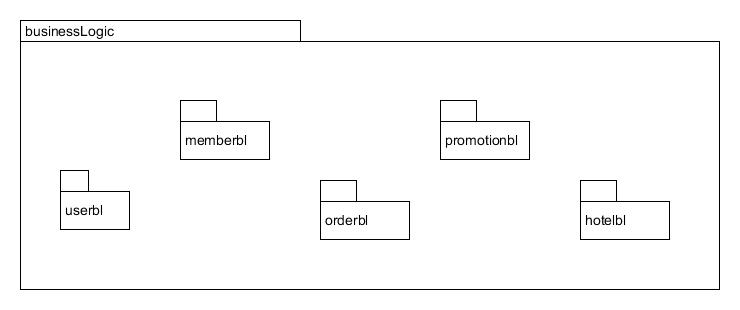 businessLogic
memberbl
promotionbl
userbl
orderbl
hotelbl